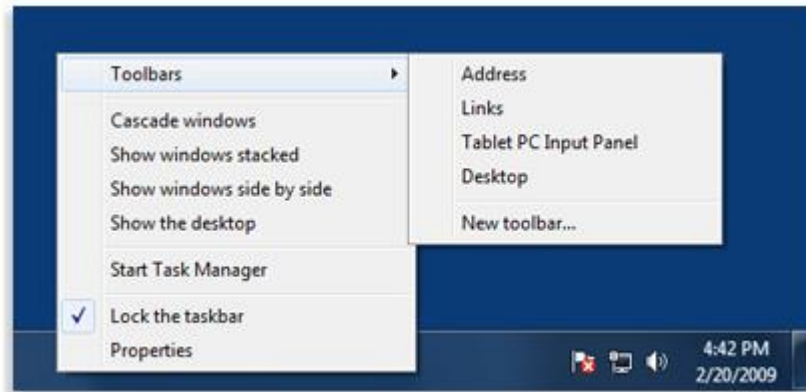 Toolbars
Cascade windows
Show windows stacked
Show windows side by side
Show the desktop
Start Task Manager
Lock the taskbar
Properties
Address
Links
Tablet PC Input Panel
Desktop
New toolbar...
4:42 PM
2/20/2009